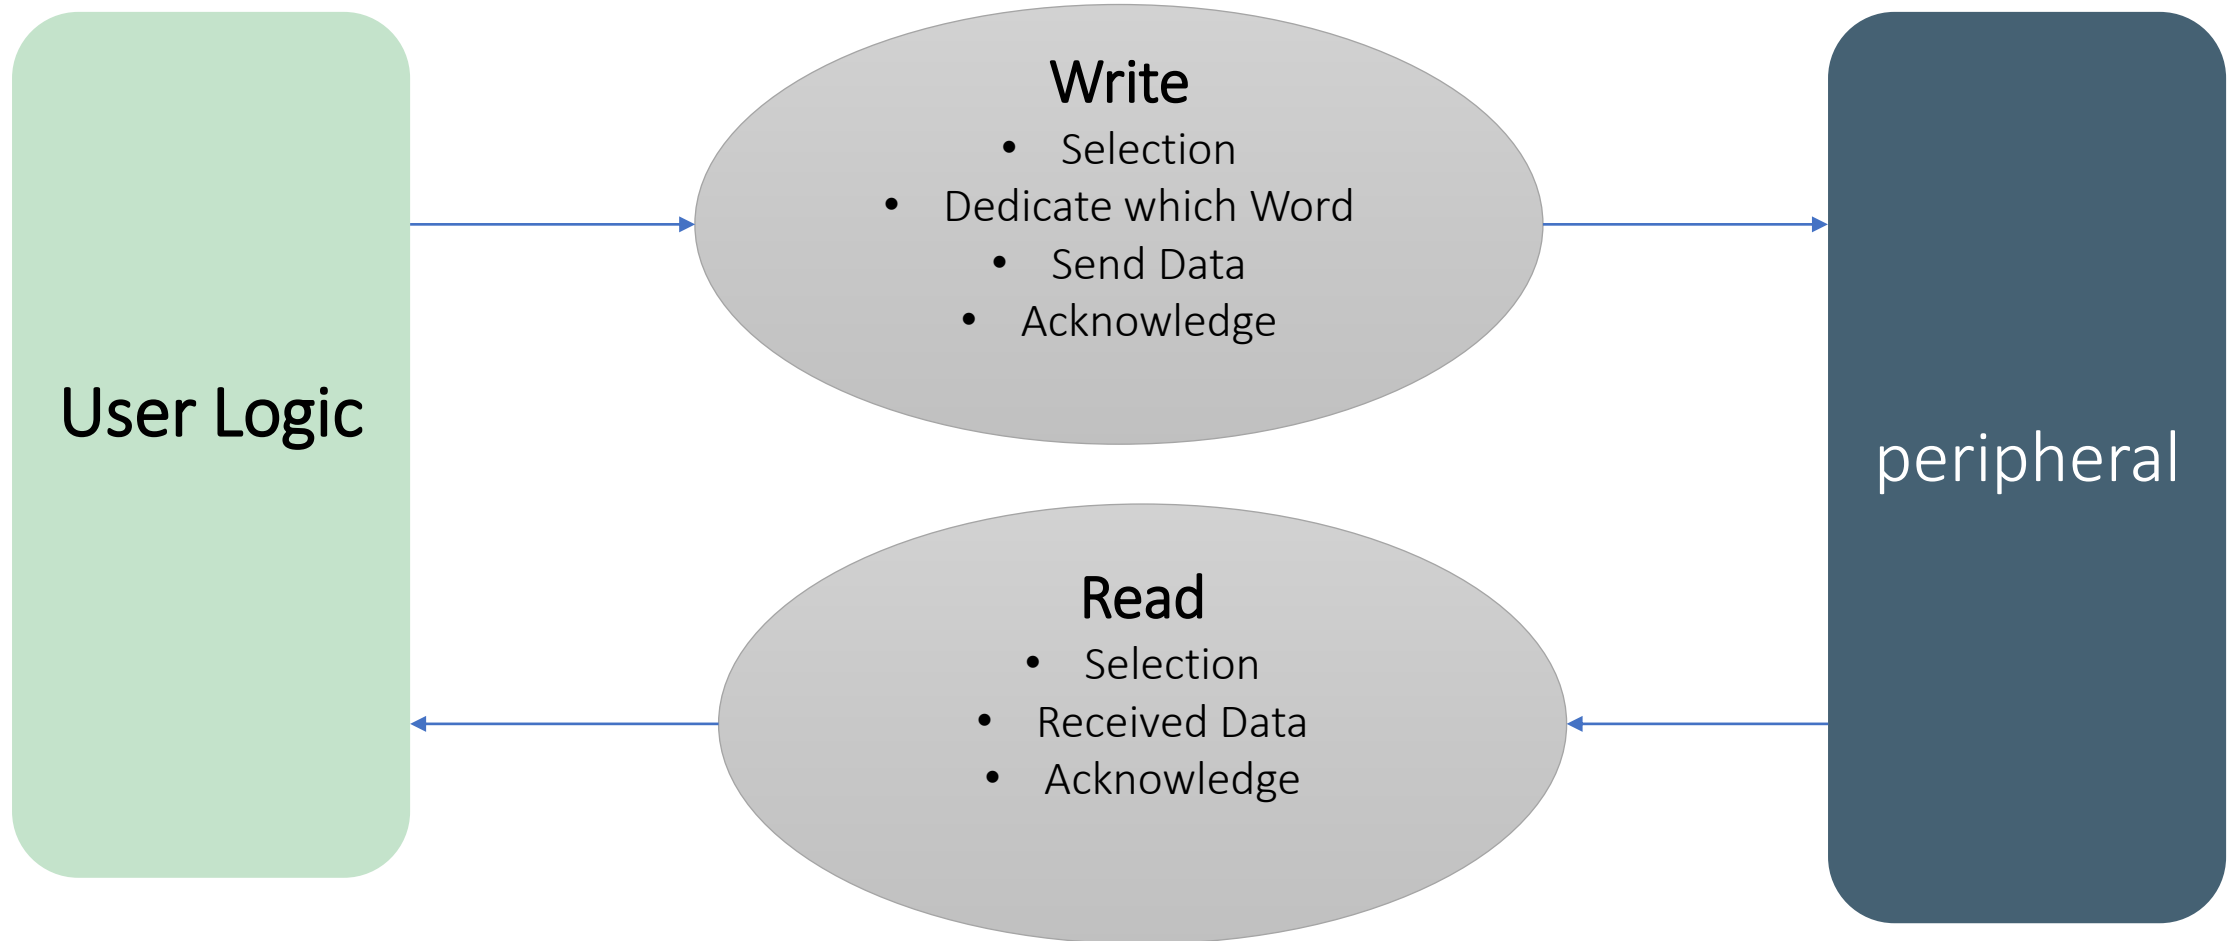 User Logic
Write
• Selection
• Dedicate which Word
• Send Data
• Acknowledge
Read
• Selection
• Received Data
• Acknowledge
peripheral